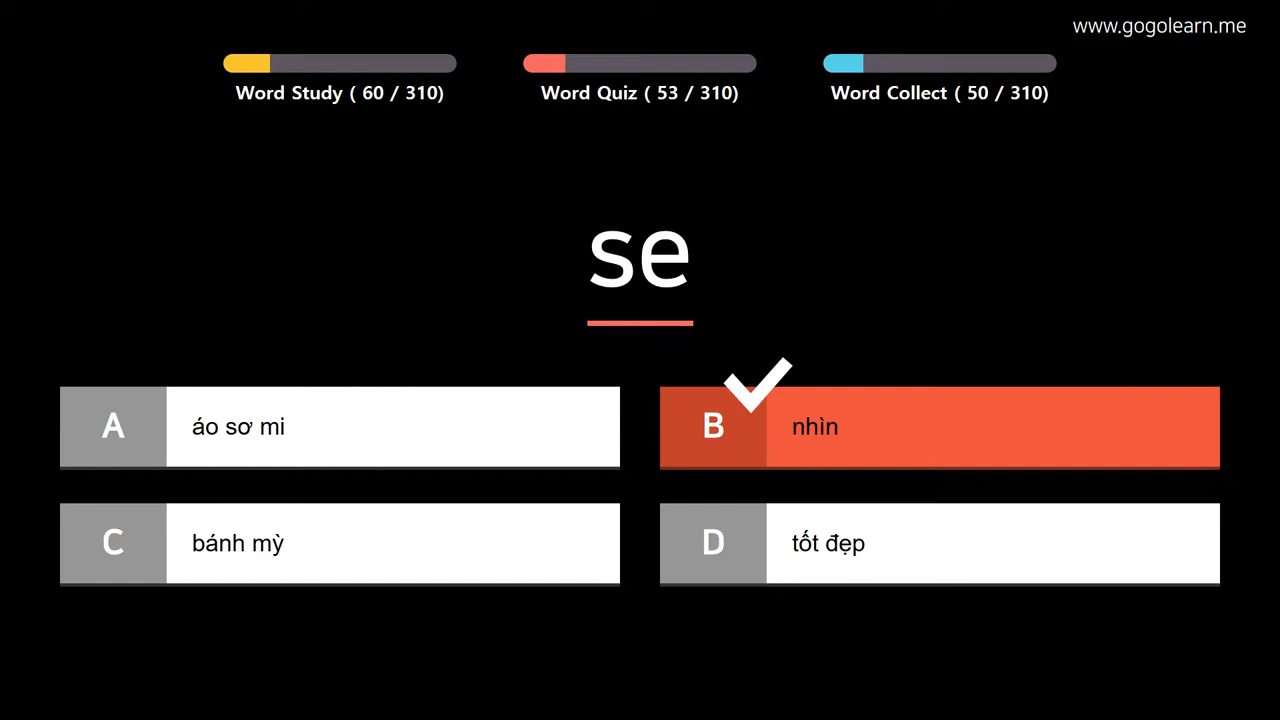 www.gogolearn.me
Word Study ( 60 / 310)
Word Quiz ( 53 / 310)
Word Collect ( 50 / 310)
se
A
áo sơ mi
B
nhìn
C
bánh mỳ
D
tốt đẹp